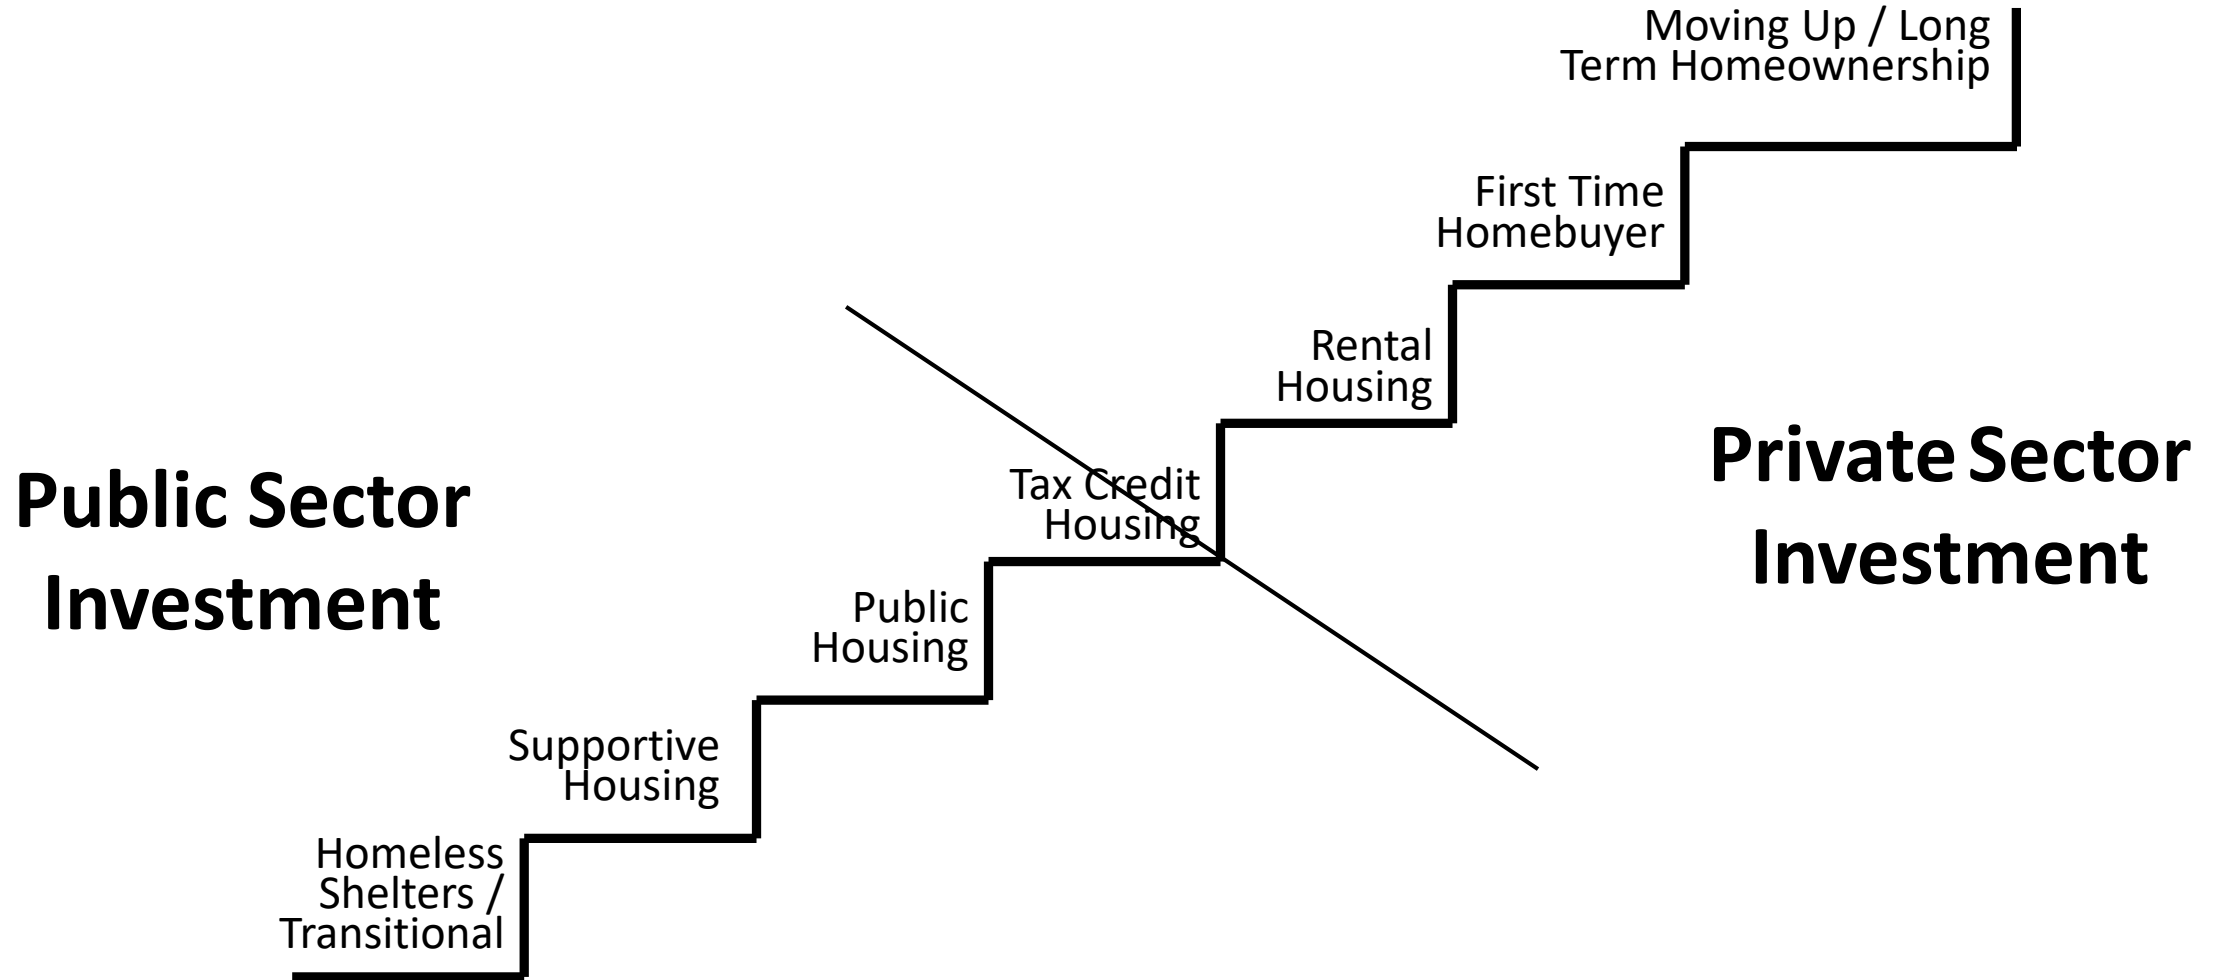 Moving Up / Long
Term Homeownership
First Time
Homebuyer
Rental
Housing
Private Sector
Investment
Tax Credit
Housing
Public Sector
Investment
Public
Housing
Supportive
Housing
Homeless
Shelters /
Transitional